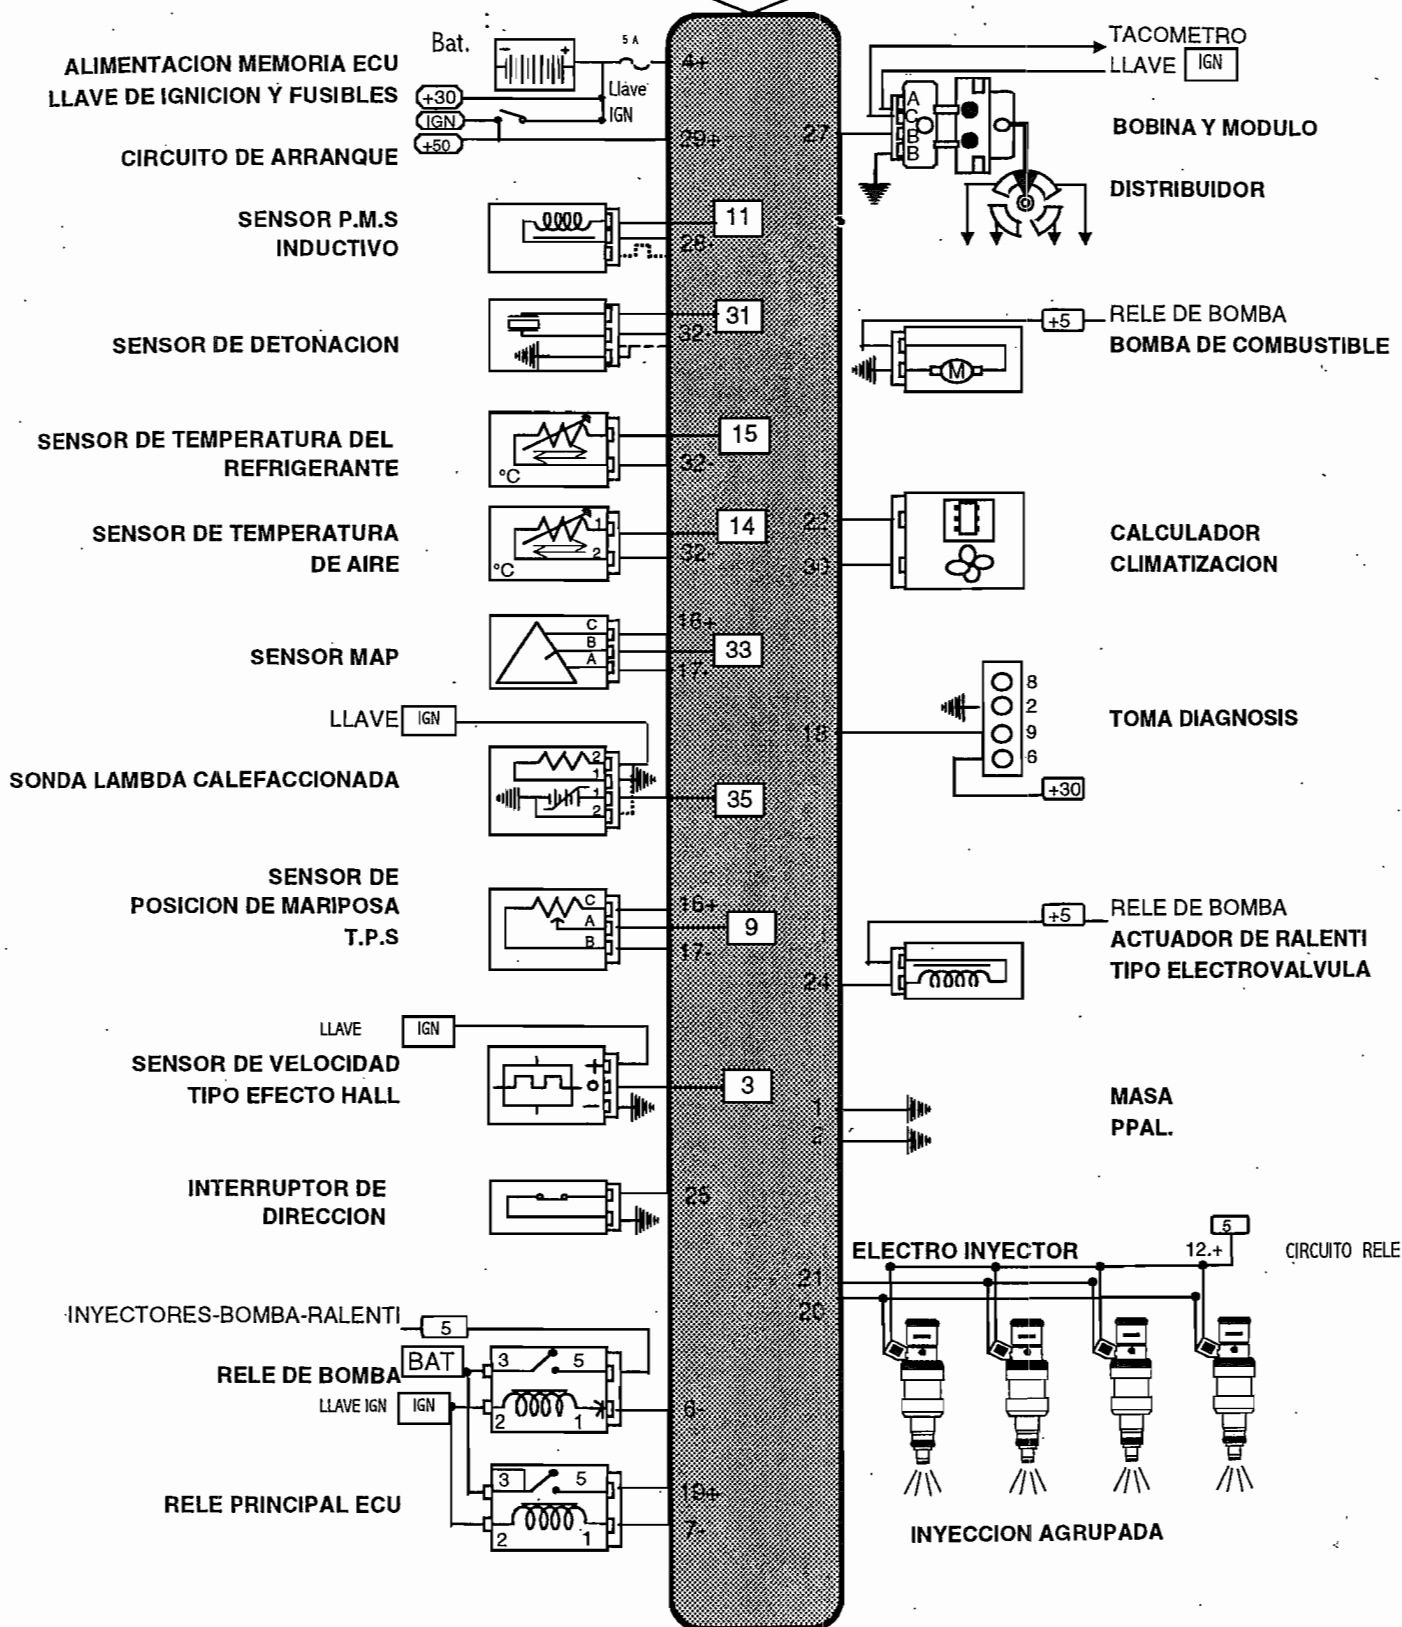 Bat.
5 A
4+
ALIMENTACION MEMORIA ECU
LLAVE DE IGNICION Y FUSIBLES
+30
Llave
IGN
IGN
+50
29+
CIRCUITO DE ARRANQUE
SENSOR P.M.S
INDUCTIVO
11
28-
SENSOR DE DETONACION
31
32-
SENSOR DE TEMPERATURA DEL
REFRIGERANTE
°C
15
32-
SENSOR DE TEMPERATURA
DE AIRE
°C
1
2
14
32-
SENSOR MAP
C
B
A
16+
33
17-
LLAVE IGN
SONDA LAMBDA CALEFACCIONADA
2
1
1
2
35
SENSOR DE
POSICION DE MARIPOSA
T.P.S
C
A
B
16+
9
17-
LLAVE IGN
SENSOR DE VELOCIDAD
TIPO EFECTO HALL
+
o
−
3
INTERRUPTOR DE
DIRECCION
25
INYECTORES-BOMBA-RALENTI
5
RELE DE BOMBA
BAT
3 5
LLAVE IGN IGN
2 1
6-
RELE PRINCIPAL ECU
3 5
2 1
19+
7-
TACOMETRO
LLAVE IGN
A
C
B
B
27
BOBINA Y MODULO
DISTRIBUIDOR
+5
RELE DE BOMBA
BOMBA DE COMBUSTIBLE
M
30
CALCULADOR
CLIMATIZACION
18
8
2
9
6
+30
TOMA DIAGNOSIS
+5
RELE DE BOMBA
ACTUADOR DE RALENTI
TIPO ELECTROVALVULA
24
1
2
MASA
PPAL.
ELECTRO INYECTOR
5
12.+
CIRCUITO RELE
21
20
INYECCION AGRUPADA